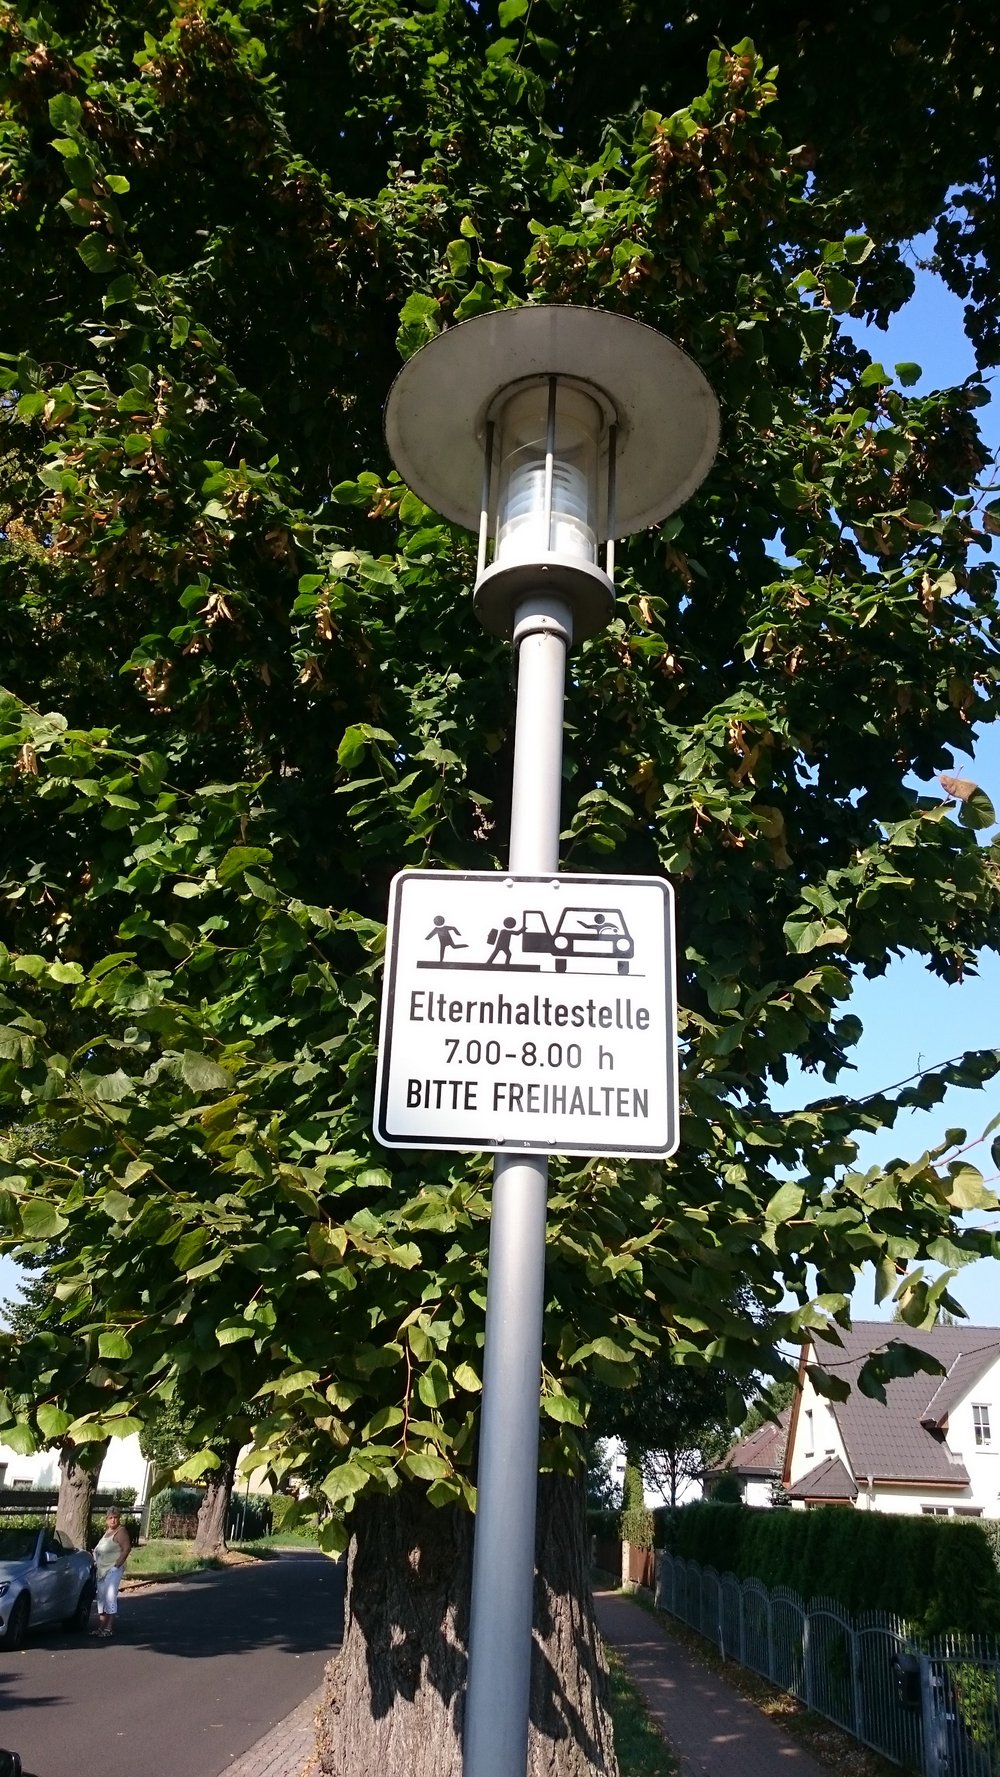 Elternhaltestelle
7.00-8.00 h
BITTE FREIHALTEN